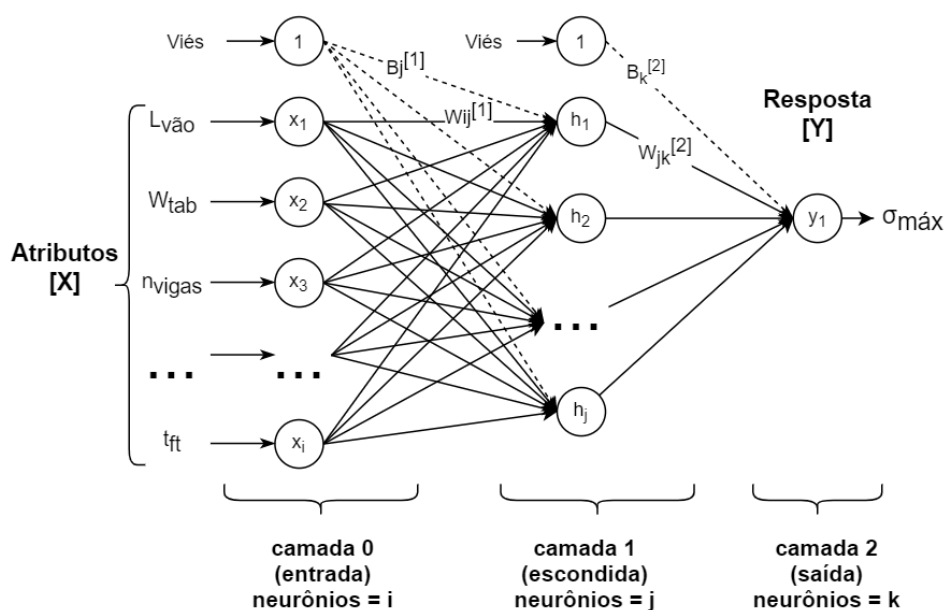 Viés
1
Viés
1
Bj[1]
Bk[2]
Resposta
[Y]
Lvão
x1
Wij[1]
h1
Wjk[2]
Wtab
x2
h2
y1
σmáx
Atributos
[X]
nvigas
x3
...
...
...
hj
tft
xi
camada 0
(entrada)
neurônios = i
camada 1
(escondida)
neurônios = j
camada 2
(saída)
neurônios = k